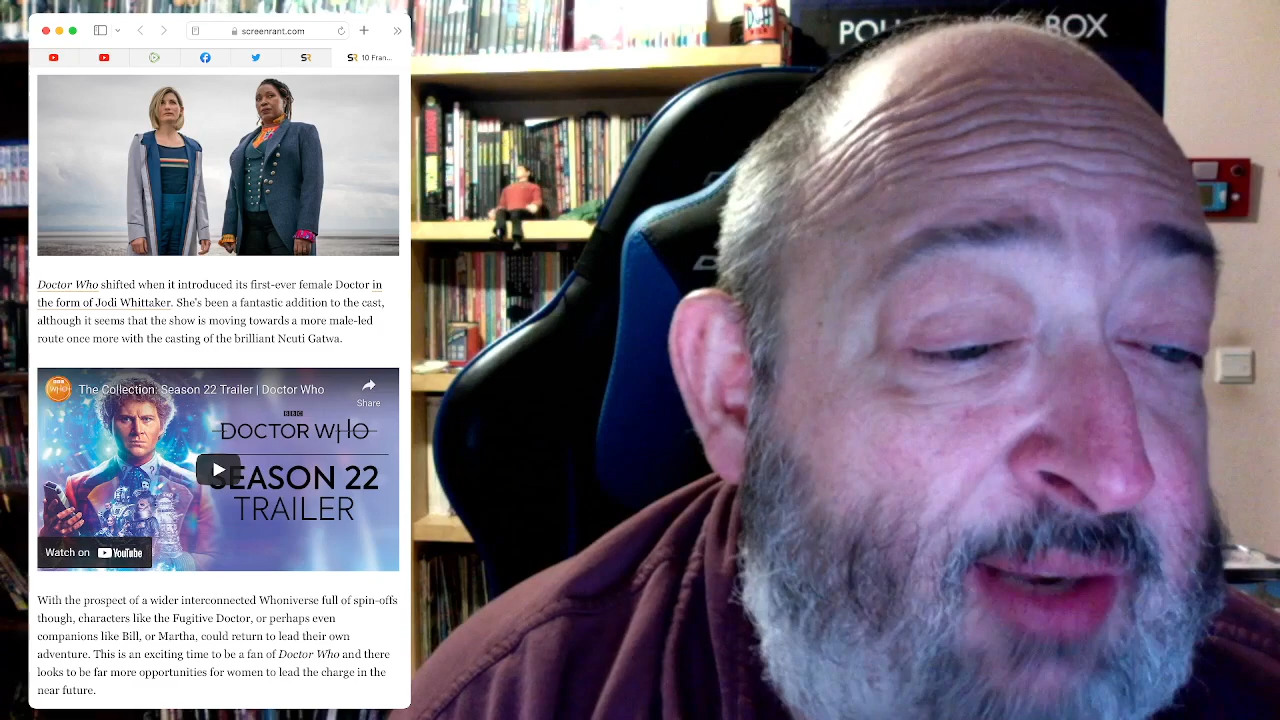 screenrant.com
10 Fran...
Doctor Who shifted when it introduced its first-ever female Doctor in
the form of Jodi Whittaker. She's been a fantastic addition to the cast,
although it seems that the show is moving towards a more male-led
route once more with the casting of the brilliant Ncuti Gatwa.
The Collection: Season 22 Trailer | Doctor Who
Share
BBC
DOCTOR WHO
SEASON 22
TRAILER
Watch on YouTube
With the prospect of a wider interconnected Whoniverse full of spin-offs
though, characters like the Fugitive Doctor, or perhaps even
companions like Bill, or Martha, could return to lead their own
adventure. This is an exciting time to be a fan of Doctor Who and there
looks to be far more opportunities for women to lead the charge in the
near future.
BOX